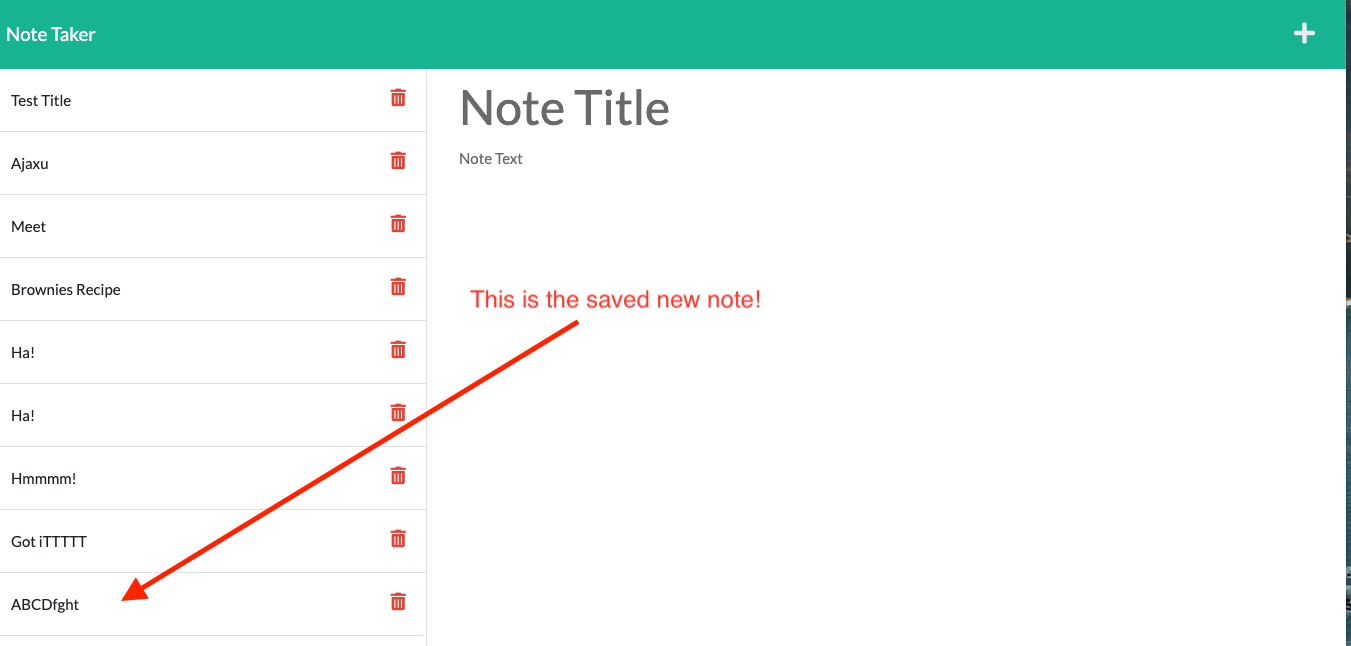 Note Taker
Test Title
Ajaxu
Meet
Brownies Recipe
Ha!
Ha!
Hmmmm!
Got iTTTTT
ABCDfght
Note Title
Note Text
This is the saved new note!